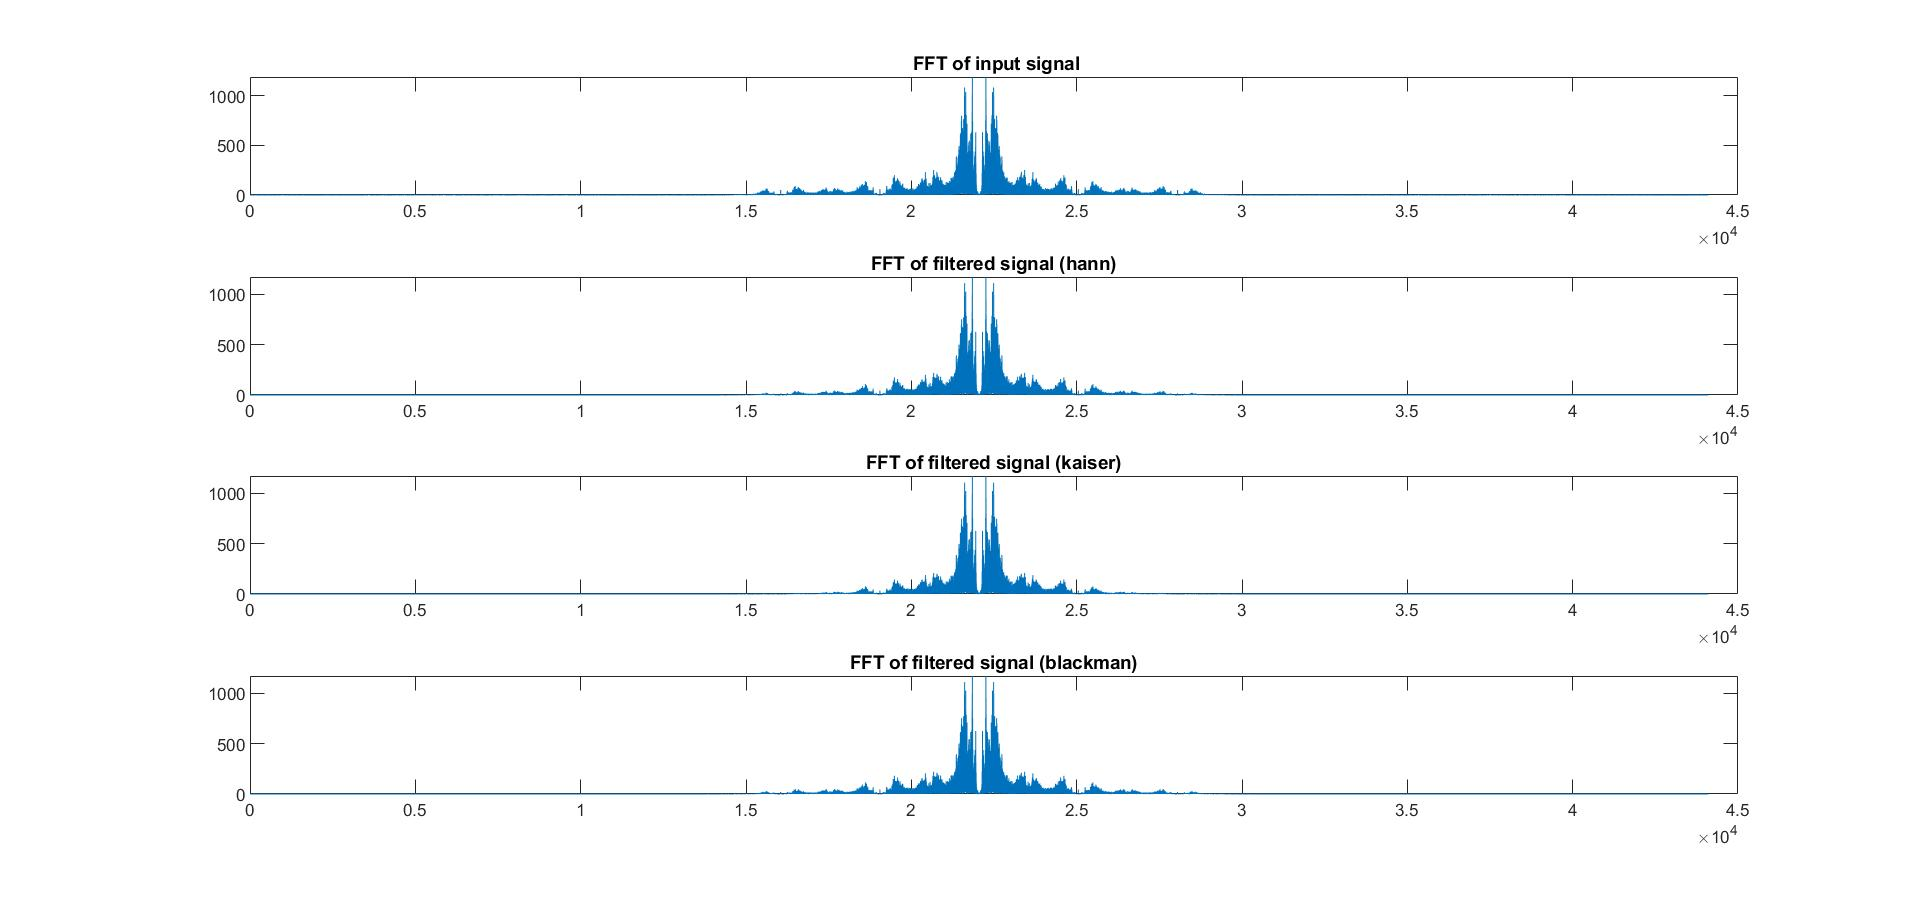 FFT of input signal
1000
500
0
0 0.5 1 1.5 2 2.5 3 3.5 4 4.5
×10^4
FFT of filtered signal (hann)
1000
500
0
0 0.5 1 1.5 2 2.5 3 3.5 4 4.5
×10^4
FFT of filtered signal (kaiser)
1000
500
0
0 0.5 1 1.5 2 2.5 3 3.5 4 4.5
×10^4
FFT of filtered signal (blackman)
1000
500
0
0 0.5 1 1.5 2 2.5 3 3.5 4 4.5
×10^4